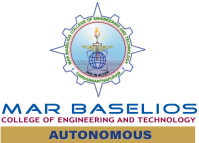 MAR BASELIOS
COLLEGE OF ENGINEERING AND TECHNOLOGY
AUTONOMOUS